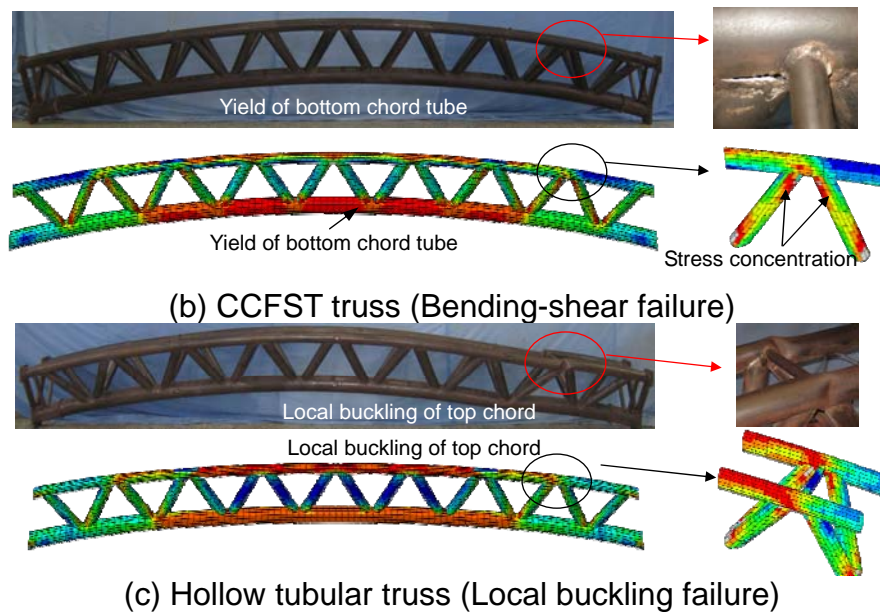 Yield of bottom chord tube
Yield of bottom chord tube
Stress concentration
(b) CCFST truss (Bending-shear failure)
Local buckling of top chord
Local buckling of top chord
(c) Hollow tubular truss (Local buckling failure)